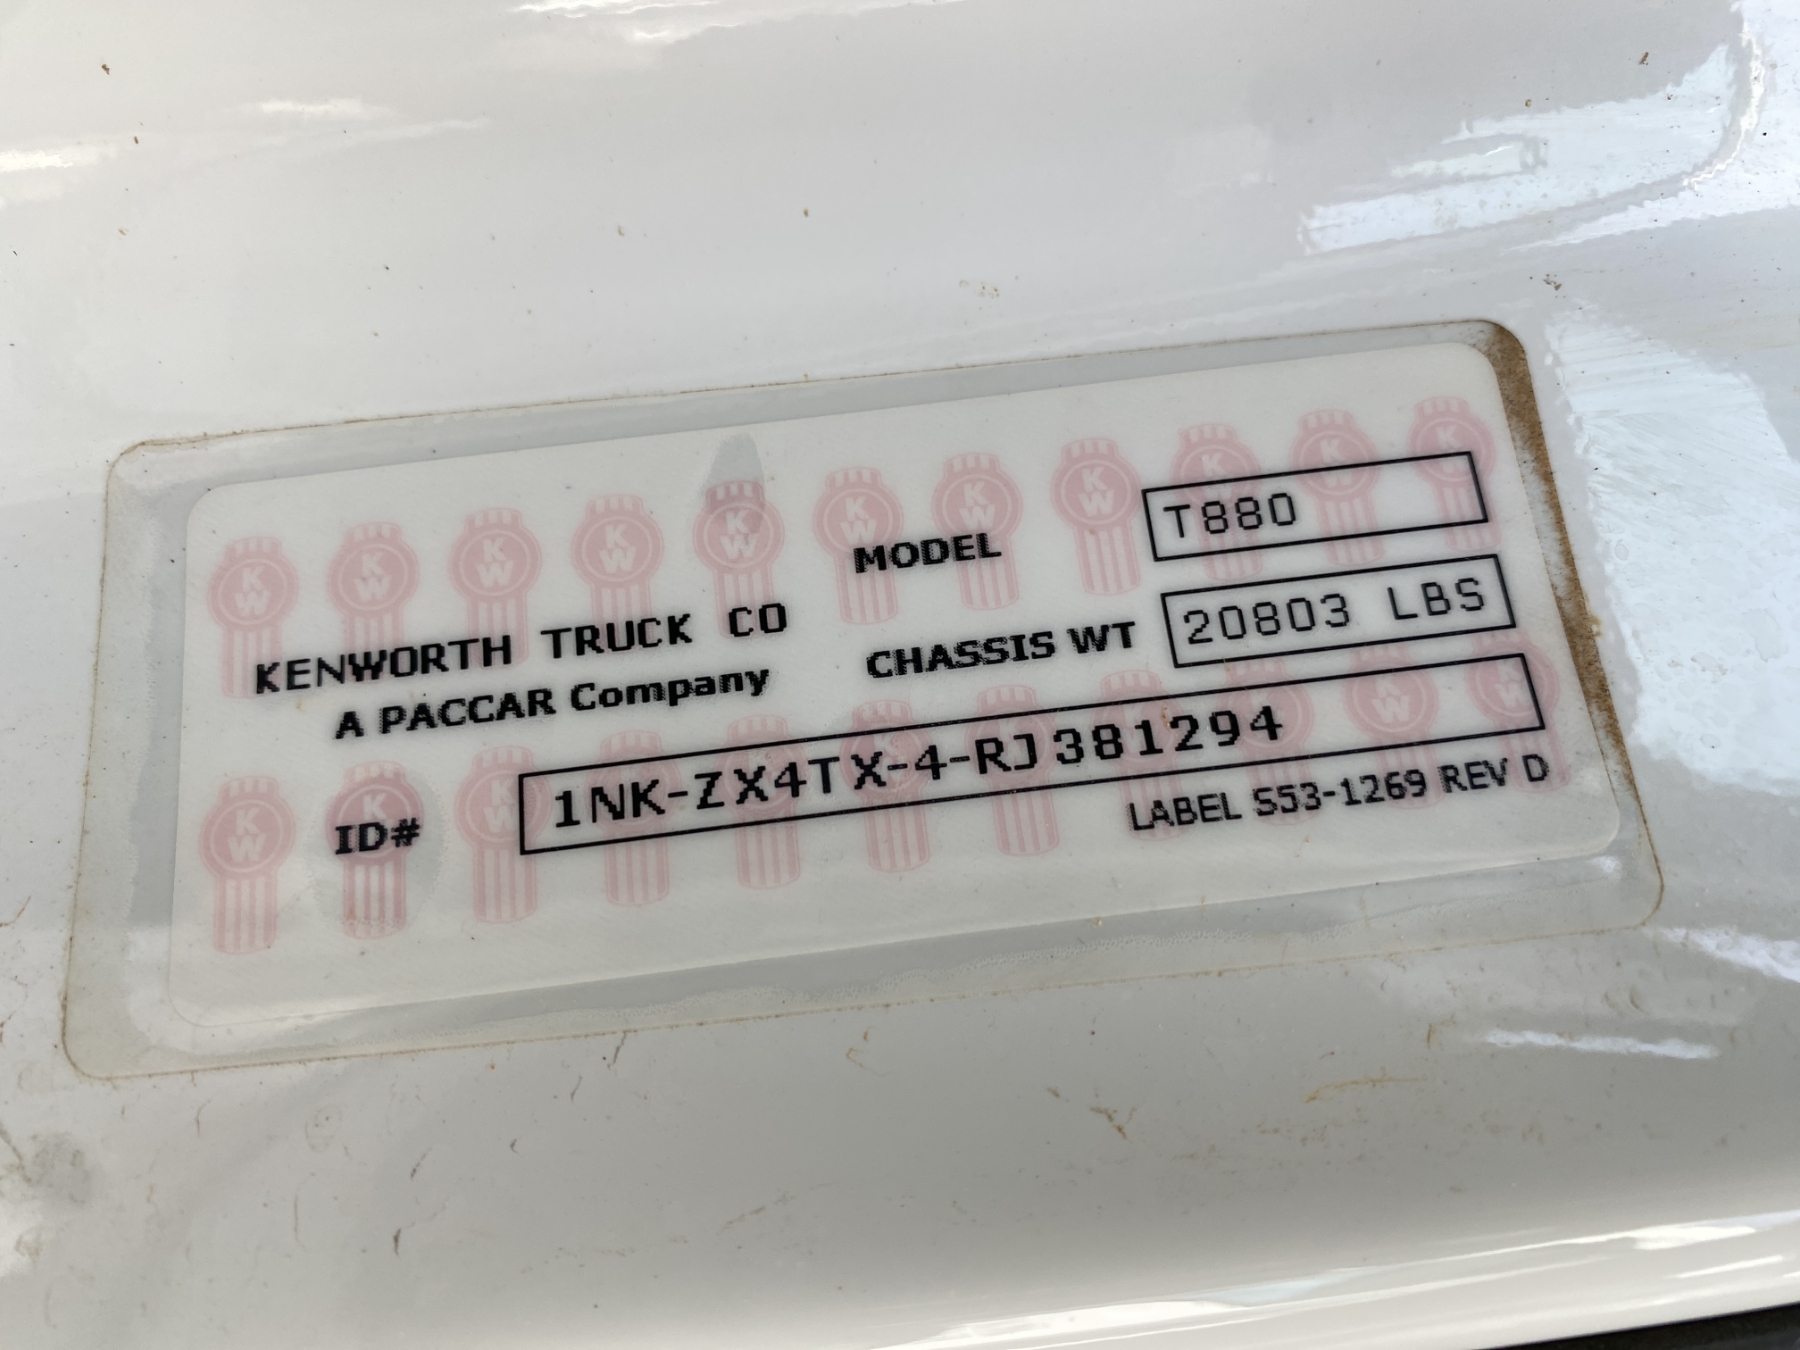 MODEL T880
KENWORTH TRUCK CO
A PACCAR Company
CHASSIS WT 20803 LBS
ID# 1NK-ZX4TX-4-RJ381294
LABEL S53-1269 REV D